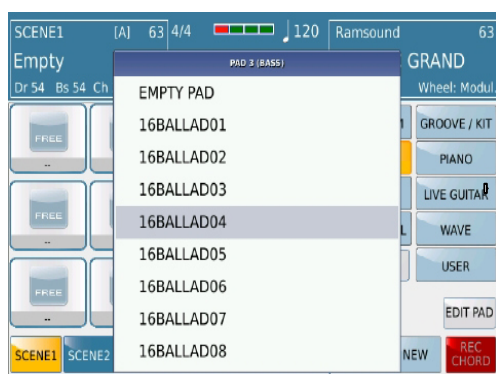 SCENE1 [A] 63 4/4 120 Ramsound 63
Empty GRAND
Dr 54 Bs 54 Ch Wheel: Modul.
PAD 3 (BASS)
EMPTY PAD
16BALLAD01
16BALLAD02
16BALLAD03
16BALLAD04
16BALLAD05
16BALLAD06
16BALLAD07
16BALLAD08
FREE
--
FREE
--
FREE
--
GROOVE / KIT
PIANO
LIVE GUITAR
WAVE
USER
EDIT PAD
SCENE1 SCENE2 EW REC
CHORD